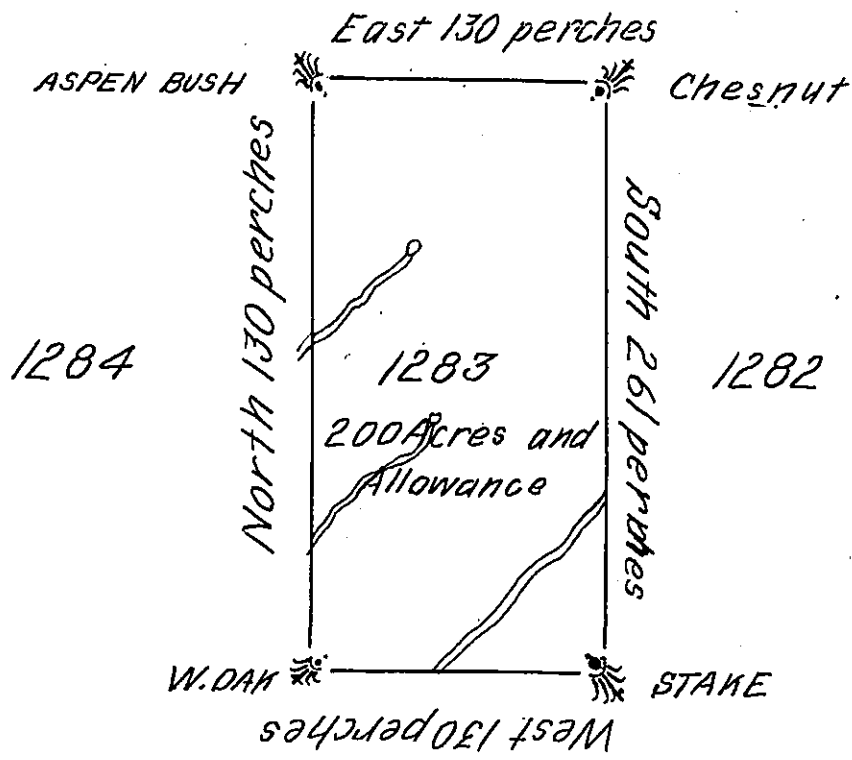 East 130 perches
ASPEN BUSH
Chesnut
North 130 perches
South 261 perches
1284
1283
1282
200 Acres and
Allowance
W. OAK
STAKE
West 130 perches